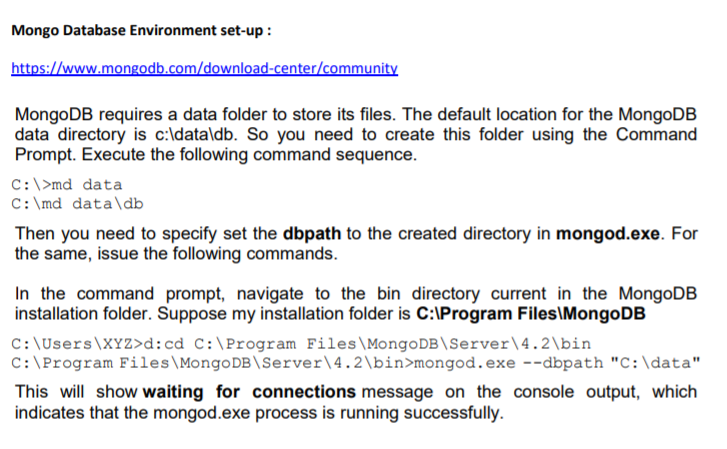 Mongo Database Environment set-up :
https://www.mongodb.com/download-center/community
MongoDB requires a data folder to store its files. The default location for the MongoDB
data directory is c:\data\db. So you need to create this folder using the Command
Prompt. Execute the following command sequence.
C:\>md data
C:\md data\db
Then you need to specify set the dbpath to the created directory in mongod.exe. For
the same, issue the following commands.
In the command prompt, navigate to the bin directory current in the MongoDB
installation folder. Suppose my installation folder is C:\Program Files\MongoDB
C:\Users\XYZ>d:cd C:\Program Files\MongoDB\Server\4.2\bin
C:\Program Files\MongoDB\Server\4.2\bin>mongod.exe --dbpath "C:\data"
This will show waiting for connections message on the console output, which
indicates that the mongod.exe process is running successfully.